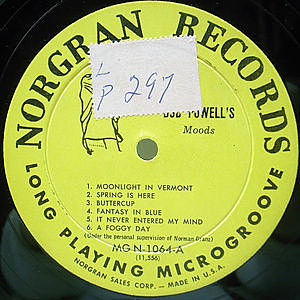 NORGRAN RECORDS
LP 297
POWELL'S
Moods
1. MOONLIGHT IN VERMONT
2. SPRING IS HERE
3. BUTTERCUP
4. FANTASY IN BLUE
5. IT NEVER ENTERED MY MIND
6. A FOGGY DAY
(Under the personal supervision of Norman Granz)
MG N-1064-A
(11,556)
LONG PLAYING MICROGROOVE
NORGRAN SALES CORP. - MADE IN U.S.A.